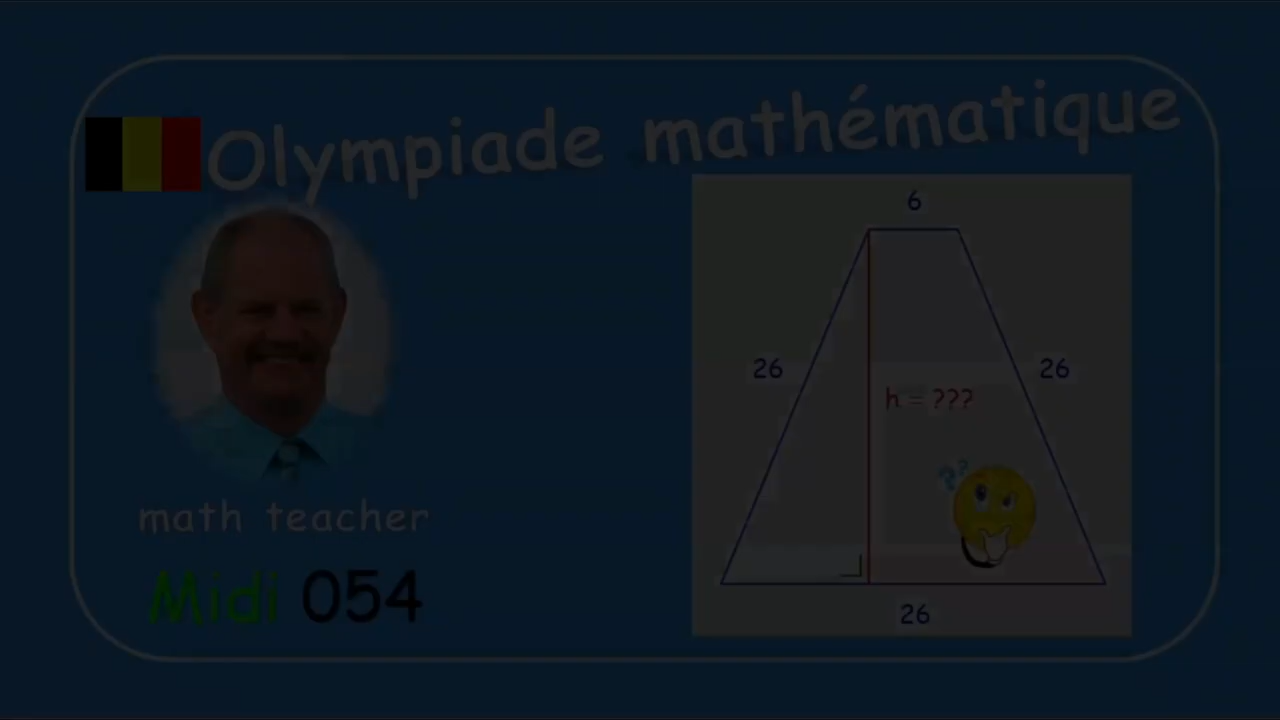 Olympiade mathématique
6
26
26
h = ???
??
26
math teacher
Midi 054